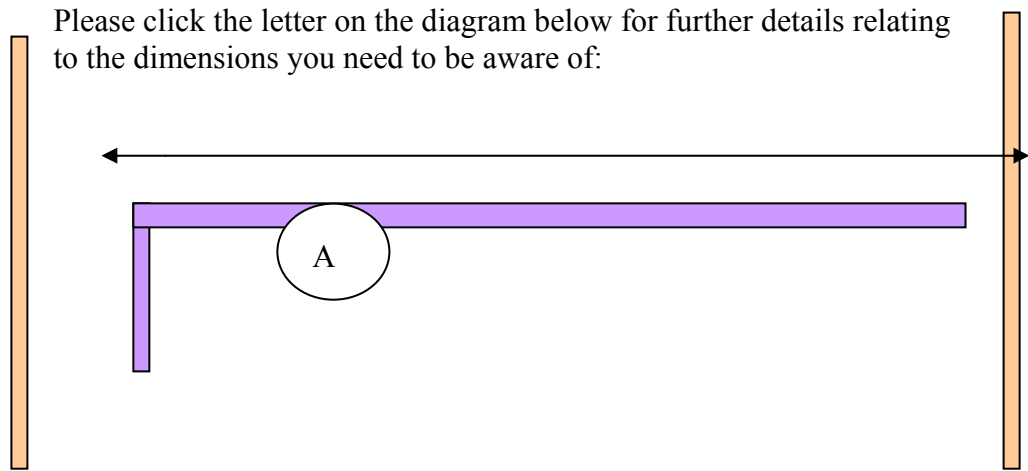 Please click the letter on the diagram below for further details relating
to the dimensions you need to be aware of:
A